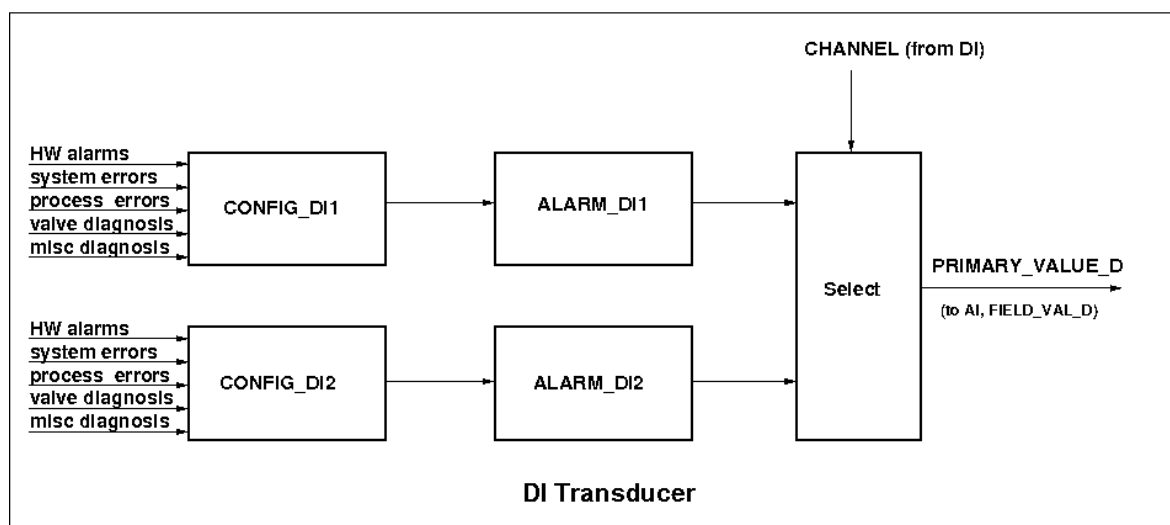 CHANNEL (from DI)
HW alarms
system errors
process errors
valve diagnosis
misc diagnosis
CONFIG_DI1
ALARM_DI1
Select
PRIMARY_VALUE_D
(to AI, FIELD_VAL_D)
HW alarms
system errors
process errors
valve diagnosis
misc diagnosis
CONFIG_DI2
ALARM_DI2
DI Transducer